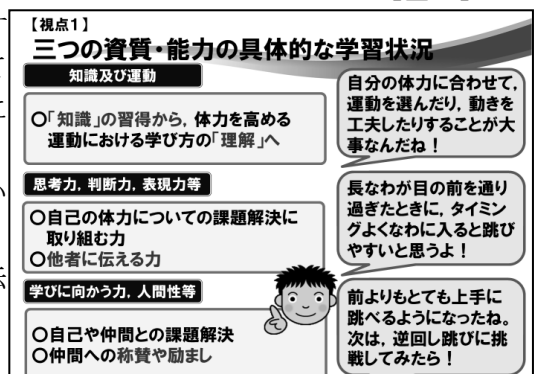 【視点1】
三つの資質・能力の具体的な学習状況
知識及び運動
○「知識」の習得から，体力を高める
運動における学び方の「理解」へ
自分の体力に合わせて，
運動を選んだり，動きを
工夫したりすることが大
事なんだね！
思考力，判断力，表現力等
○自己の体力についての課題解決に
取り組む力
○他者に伝える力
長なわが目の前を通り
過ぎたときに，タイミン
グよくなわに入ると跳び
やすいと思うよ！
学びに向かう力，人間性等
○自己や仲間との課題解決
○仲間への称賛や励まし
前よりもとても上手に
跳べるようになったね。
次は，逆回し跳びに挑
戦してみたら！